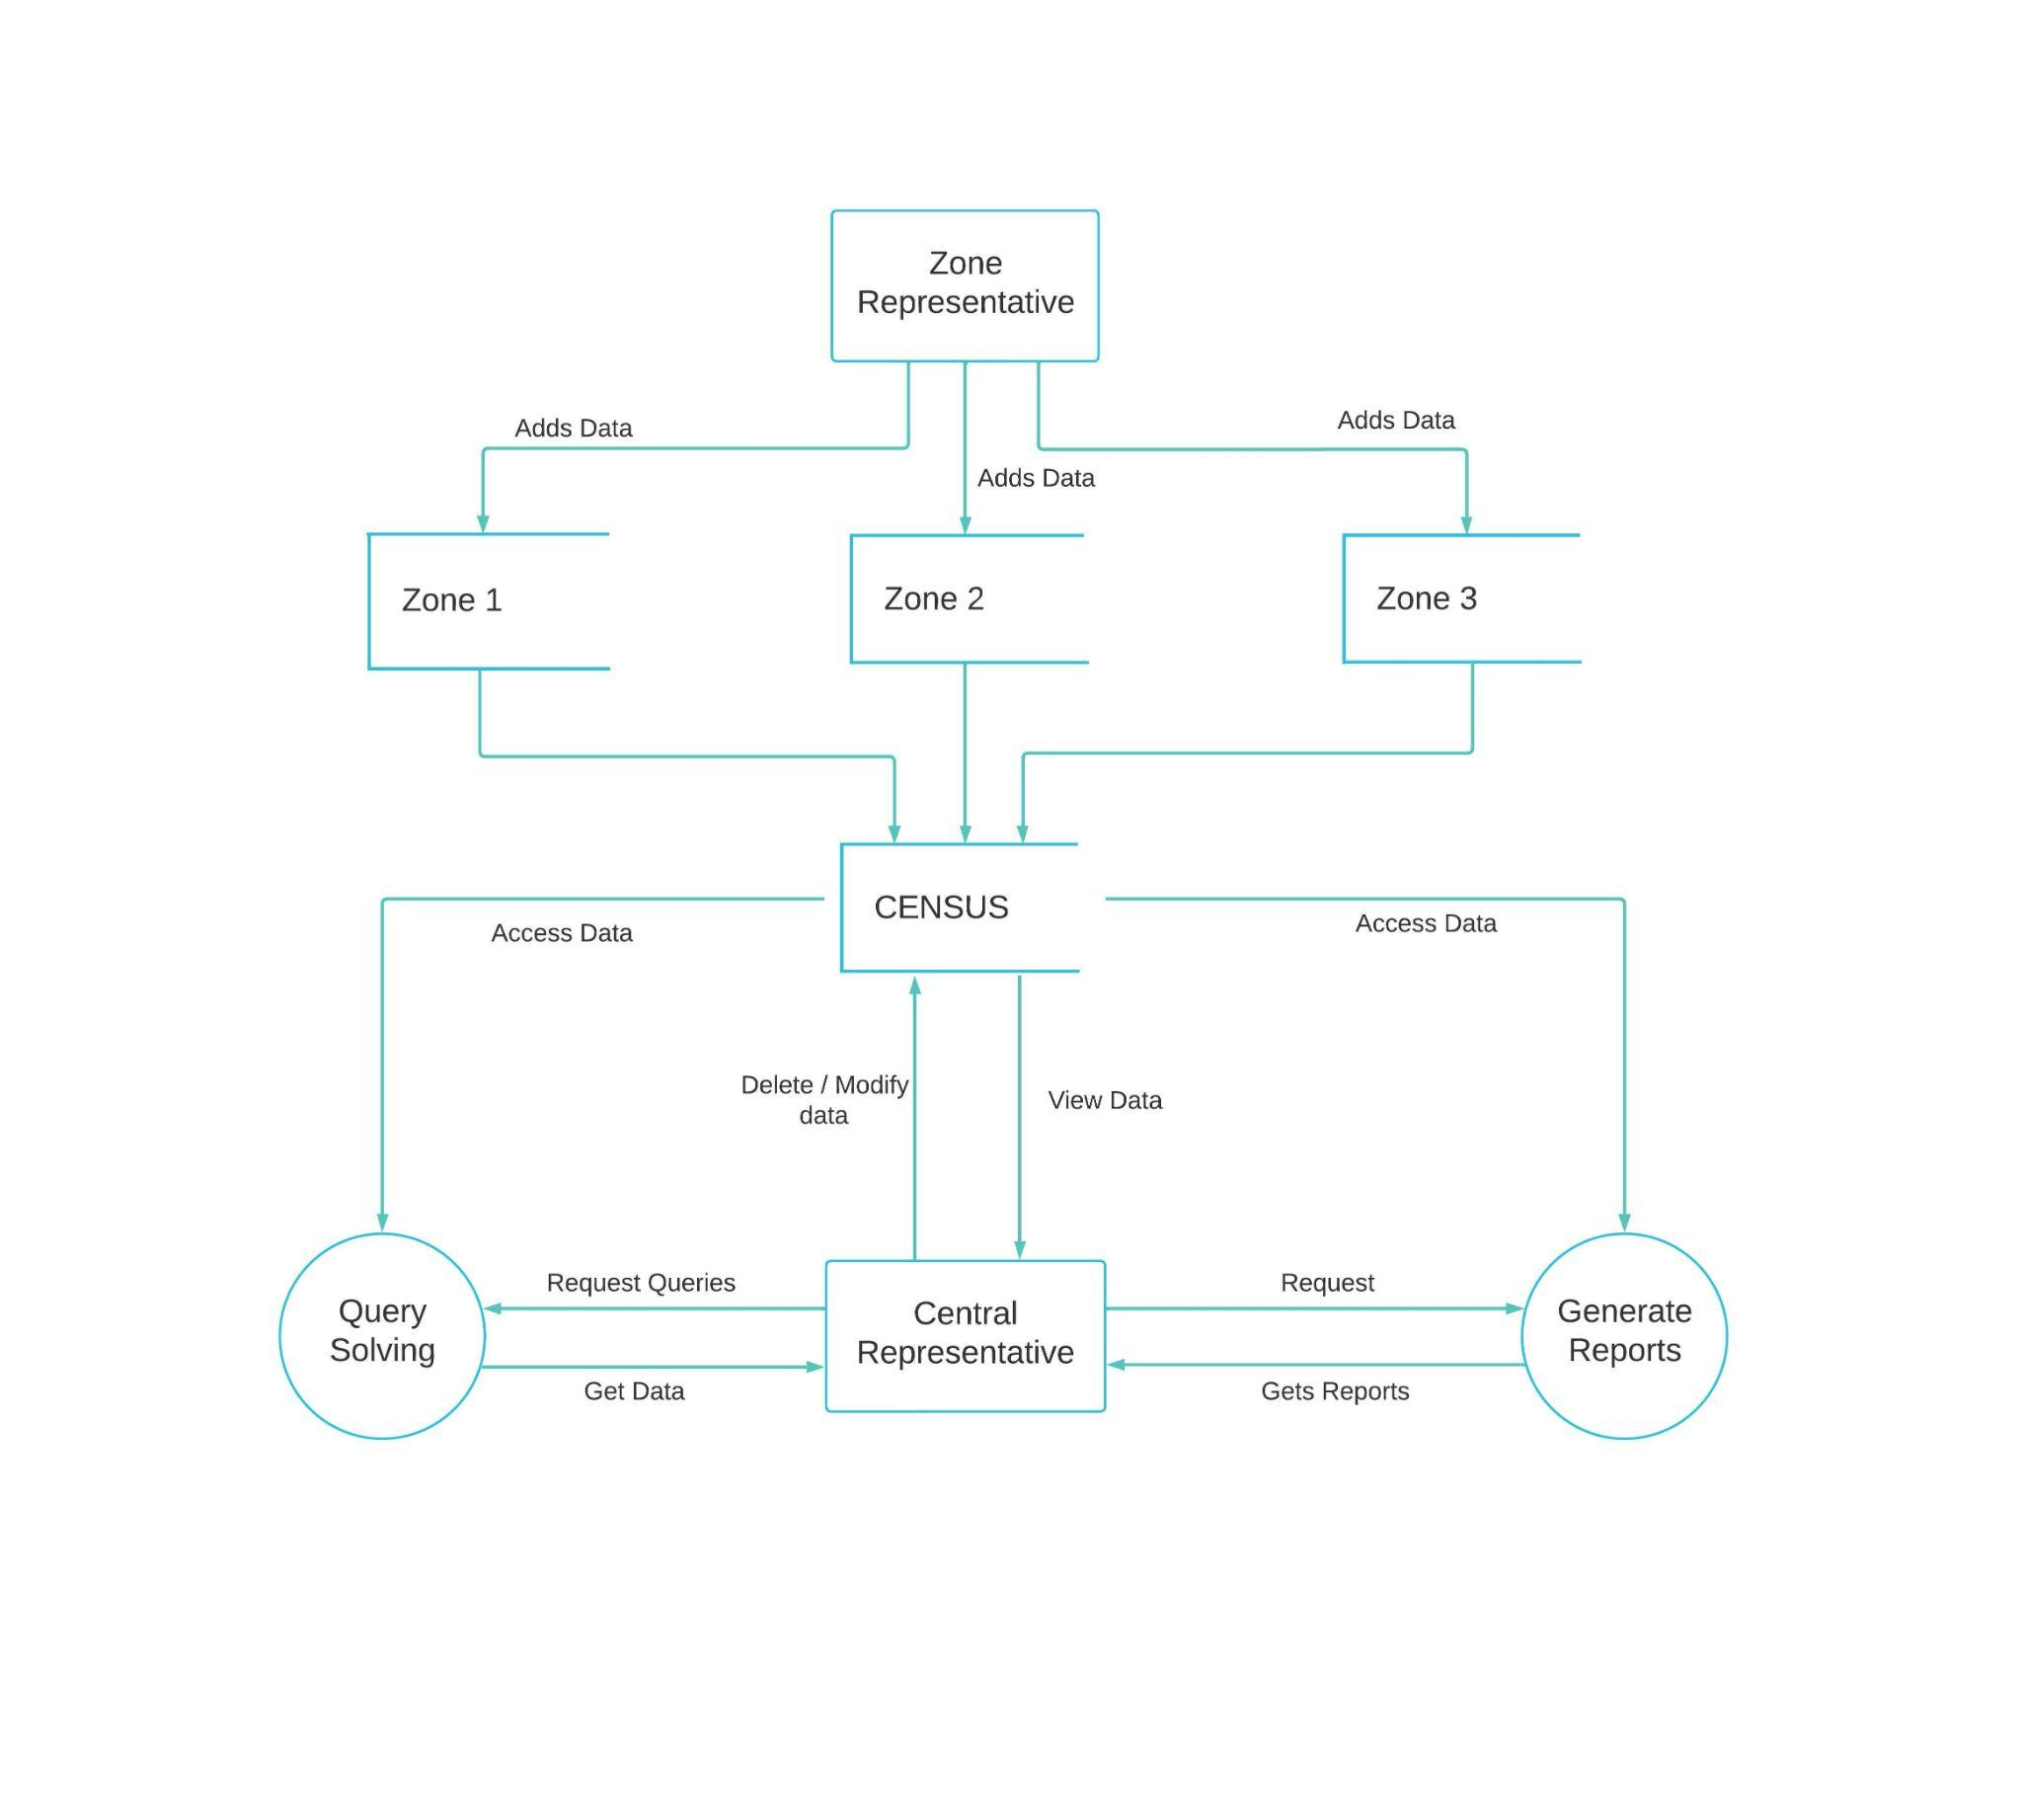 Zone
Representative
Adds Data
Adds Data
Adds Data
Zone 1
Zone 2
Zone 3
CENSUS
Access Data
Access Data
Delete / Modify
data
View Data
Request Queries
Request
Query
Solving
Central
Representative
Generate
Reports
Get Data
Gets Reports